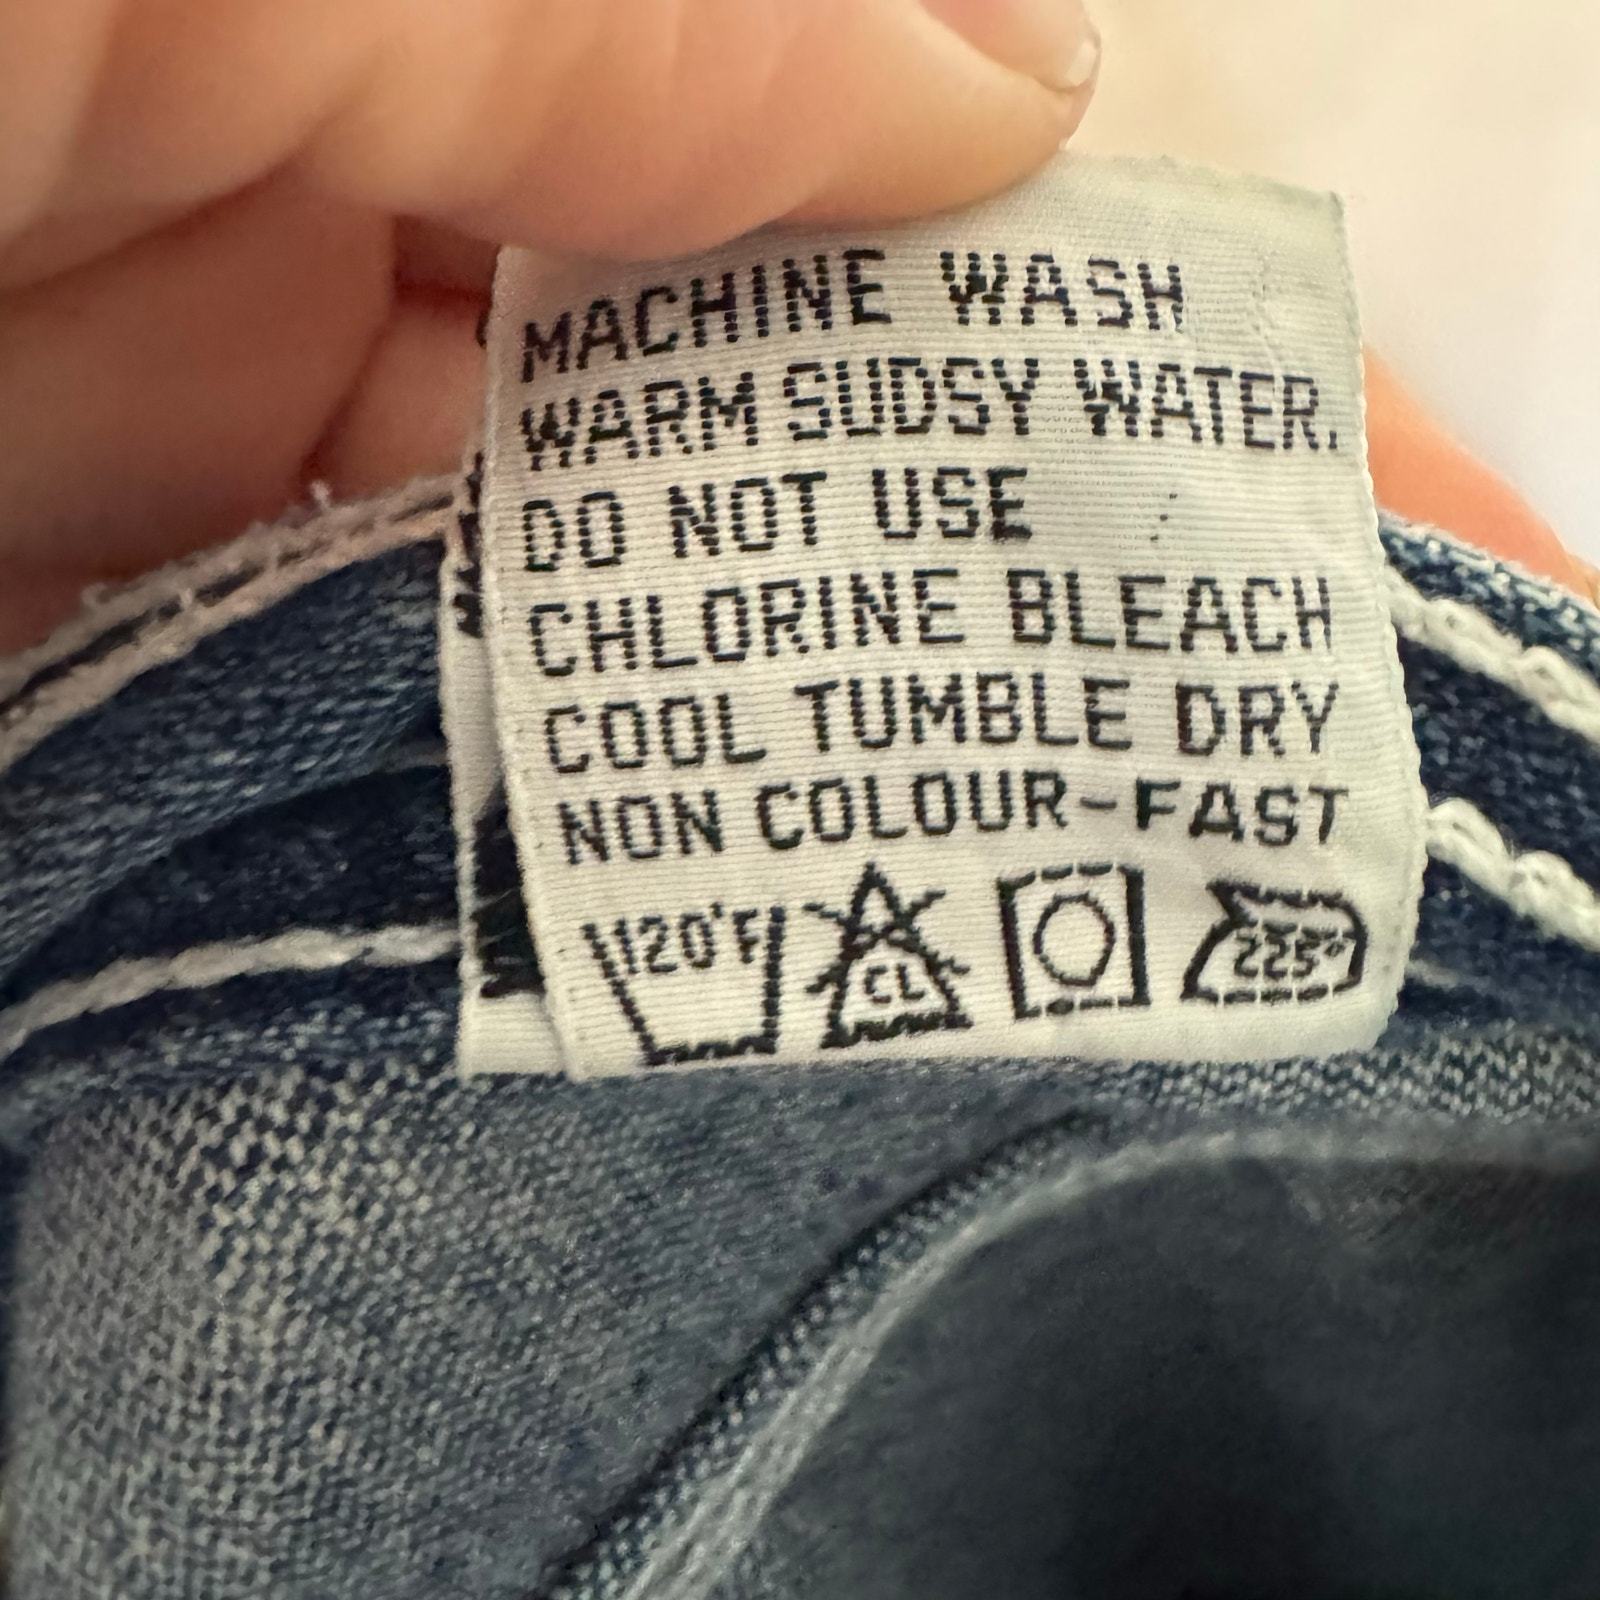 MACHINE WASH
WARM SUDSY WATER.
DO NOT USE
CHLORINE BLEACH
COOL TUMBLE DRY
NON COLOUR-FAST
120°F CL 225°